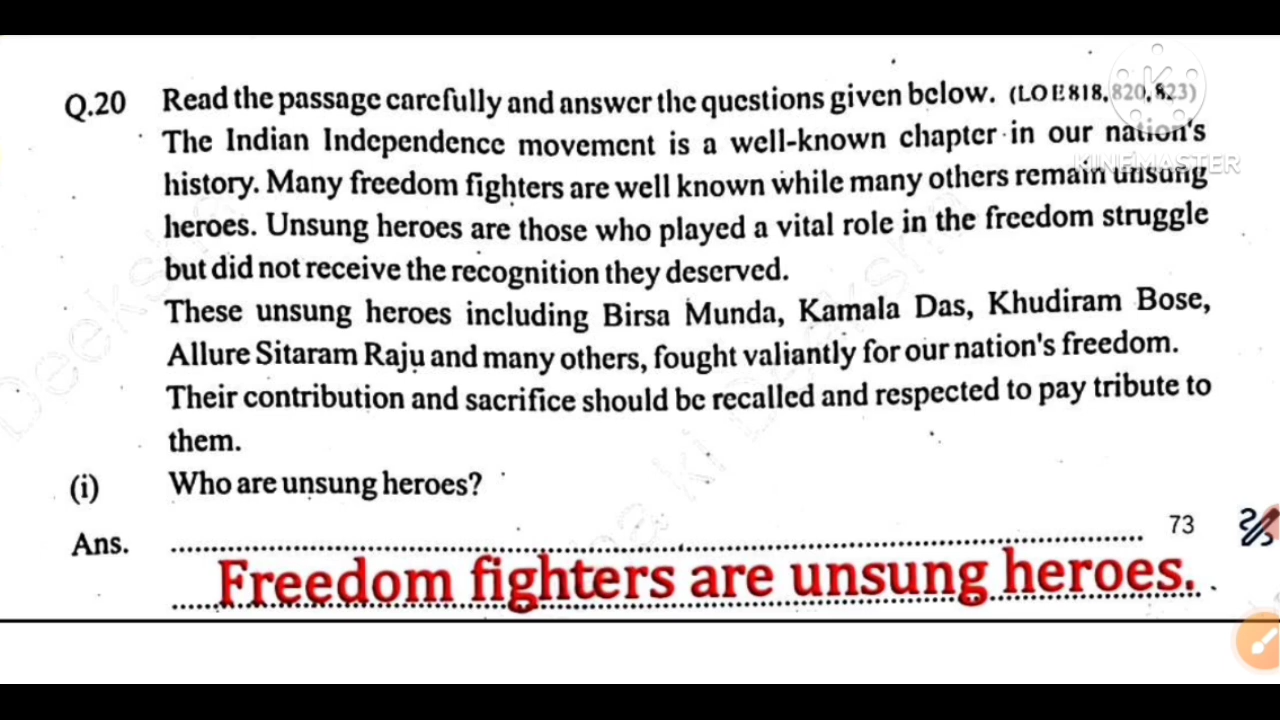 Q.20 Read the passage carefully and answer the questions given below. (LOE818,820,823)
The Indian Independence movement is a well-known chapter in our nation's
KINEMASTER
history. Many freedom fighters are well known while many others remain unsung
heroes. Unsung heroes are those who played a vital role in the freedom struggle
but did not receive the recognition they deserved.
These unsung heroes including Birsa Munda, Kamala Das, Khudiram Bose,
Allure Sitaram Raju and many others, fought valiantly for our nation's freedom.
Their contribution and sacrifice should be recalled and respected to pay tribute to
them.
(i) Who are unsung heroes?
73
Ans.
Freedom fighters are unsung heroes.